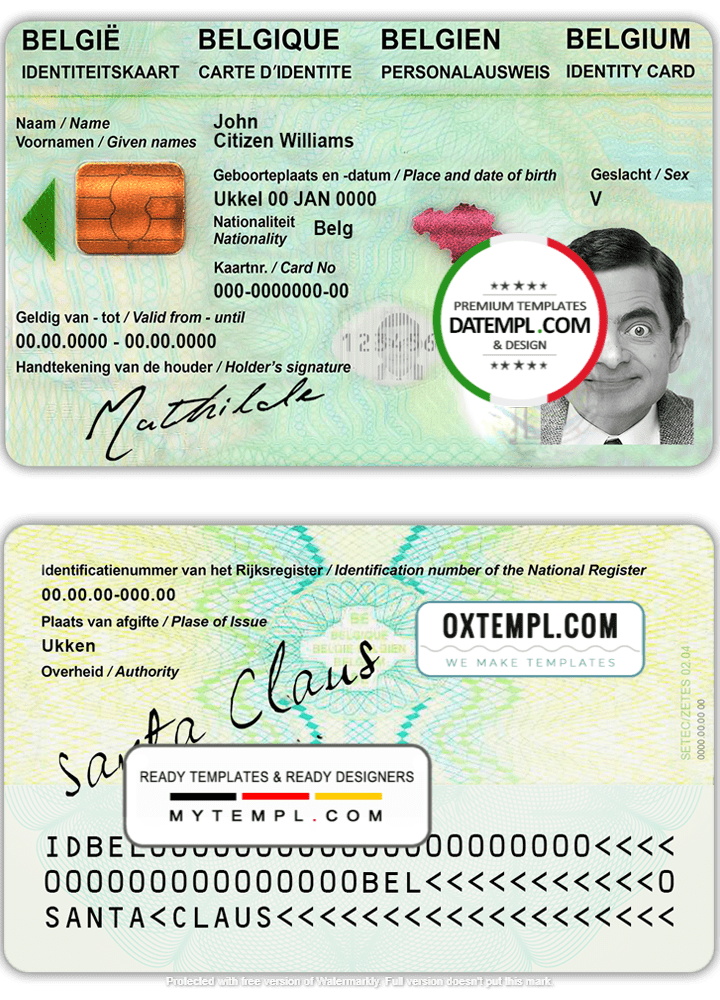 BELGIË BELGIQUE BELGIEN BELGIUM
IDENTITEITSKAART CARTE D'IDENTITE PERSONALAUSWEIS IDENTITY CARD
Naam / Name John
Voornamen / Given names Citizen Williams
Geboorteplaats en -datum / Place and date of birth Geslacht / Sex
Ukkel 00 JAN 0000 V
Nationaliteit
Nationality Belg
Kaartnr. / Card No
000-0000000-00
Geldig van - tot / Valid from - until
00.00.0000 - 00.00.0000
Handtekening van de houder / Holder's signature
Mathilde
123456
★★★★★
PREMIUM TEMPLATES
DATEMPL.COM
& DESIGN
★★★★★
Identificatienummer van het Rijksregister / Identification number of the National Register
00.00.00-000.00
Plaats van afgifte / Plase of Issue
Ukken
Overheid / Authority
Santa Claus
BE
BELGIQUE
OXTEMPL.COM
WE MAKE TEMPLATES
SETEC/ZETES 02.04
0000 00.00 00
READY TEMPLATES & READY DESIGNERS
MYTEMPL.COM
IDBEL000000000000000000000<<<<
000000000000000BEL<<<<<<<<<<<0
SANTA<CLAUS<<<<<<<<<<<<<<<<<<<
Protected with free version of Watermarkly. Full version doesn't put this mark.